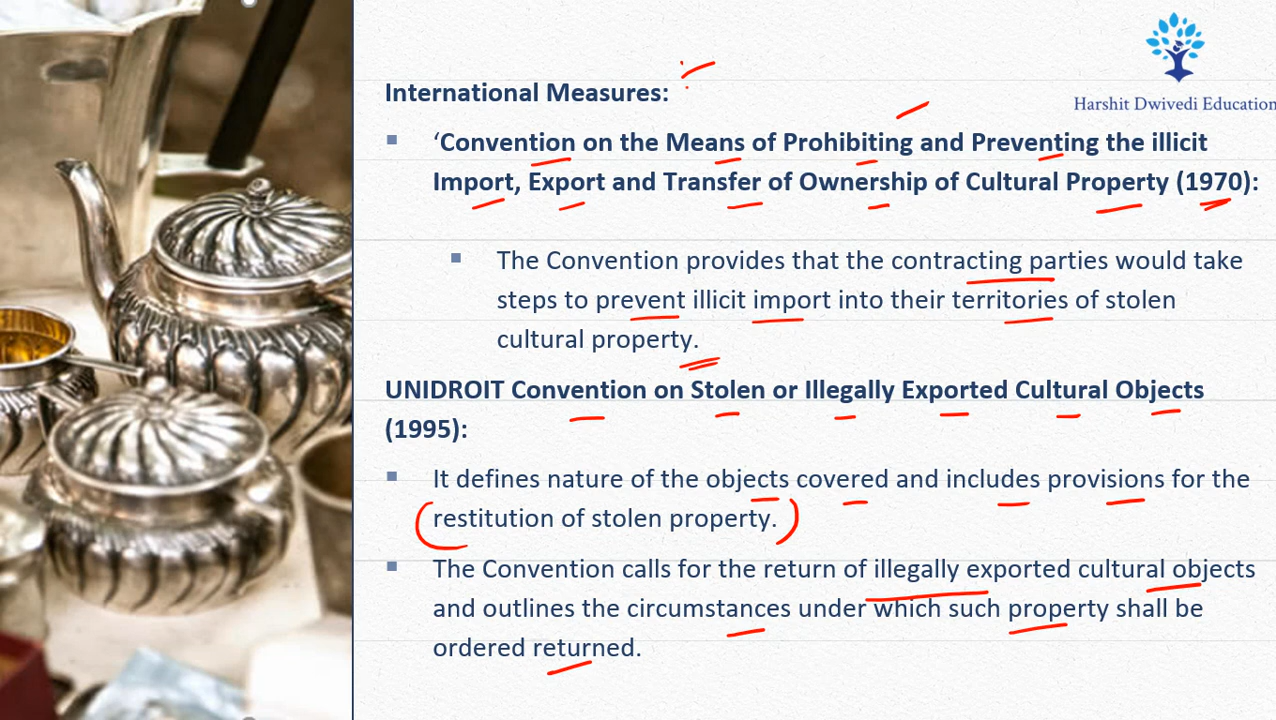 Harshit Dwivedi Education
International Measures:
‘Convention on the Means of Prohibiting and Preventing the illicit
Import, Export and Transfer of Ownership of Cultural Property (1970):
The Convention provides that the contracting parties would take
steps to prevent illicit import into their territories of stolen
cultural property.
UNIDROIT Convention on Stolen or Illegally Exported Cultural Objects
(1995):
It defines nature of the objects covered and includes provisions for the
restitution of stolen property.
The Convention calls for the return of illegally exported cultural objects
and outlines the circumstances under which such property shall be
ordered returned.